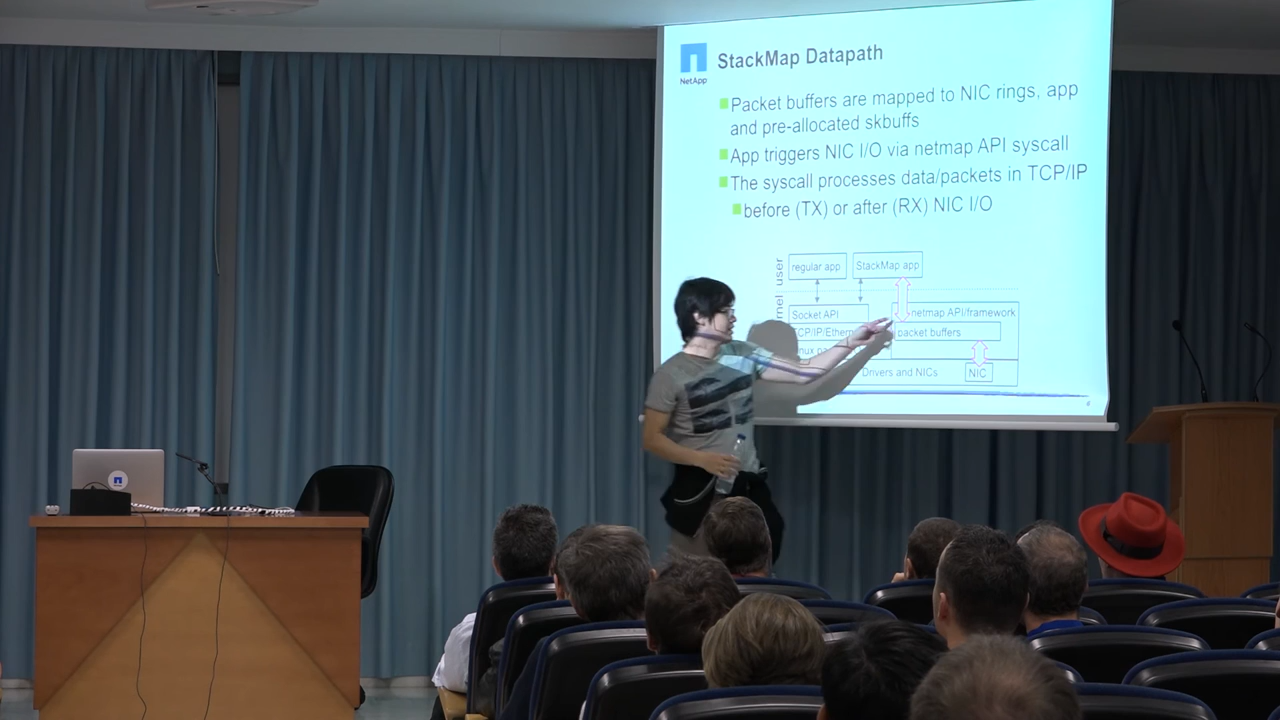 NetApp
StackMap Datapath
Packet buffers are mapped to NIC rings, app
and pre-allocated skbuffs
App triggers NIC I/O via netmap API syscall
The syscall processes data/packets in TCP/IP
before (TX) or after (RX) NIC I/O
user
regular app
StackMap app
Socket API
netmap API/framework
packet buffers
Drivers and NICs
NIC